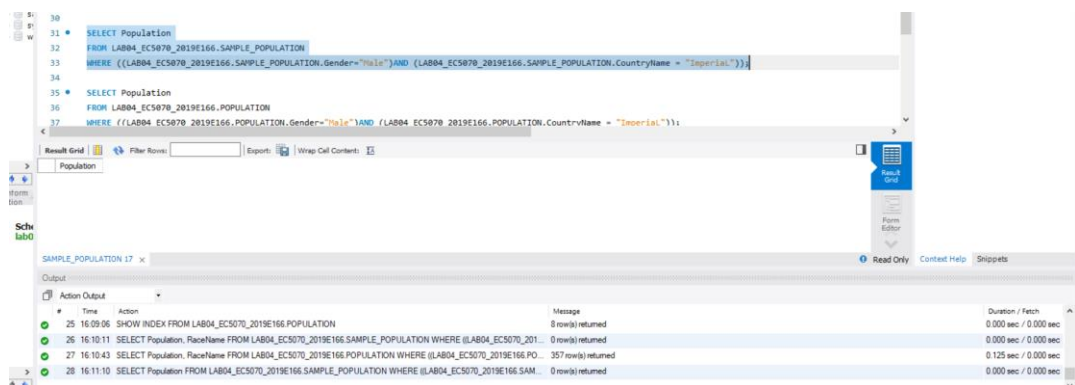 30
31 SELECT Population
32 FROM LAB04_EC5070_2019E166.SAMPLE_POPULATION
33 WHERE ((LAB04_EC5070_2019E166.SAMPLE_POPULATION.Gender="Male")AND (LAB04_EC5070_2019E166.SAMPLE_POPULATION.CountryName = "ImperiaL"));
34
35 SELECT Population
36 FROM LAB04_EC5070_2019E166.POPULATION
37 WHERE ((LAB04_EC5070_2019E166.POPULATION.Gender="Male")AND (LAB04_EC5070_2019E166.POPULATION.CountryName = "ImperiaL"));
Result Grid Filter Rows: Export: Wrap Cell Content:
Population
Result Grid
Form Editor
Sche
lab0
SAMPLE_POPULATION 17 Read Only Context Help Snippets
Output
Action Output
# Time Action Message Duration / Fetch
25 16:09:06 SHOW INDEX FROM LAB04_EC5070_2019E166.POPULATION 8 row(s) returned 0.000 sec / 0.000 sec
26 16:10:11 SELECT Population, RaceName FROM LAB04_EC5070_2019E166.SAMPLE_POPULATION WHERE ((LAB04_EC5070_201... 0 row(s) returned 0.000 sec / 0.000 sec
27 16:10:43 SELECT Population, RaceName FROM LAB04_EC5070_2019E166.POPULATION WHERE ((LAB04_EC5070_2019E166.PO... 357 row(s) returned 0.125 sec / 0.000 sec
28 16:11:10 SELECT Population FROM LAB04_EC5070_2019E166.SAMPLE_POPULATION WHERE ((LAB04_EC5070_2019E166.SAM... 0 row(s) returned 0.000 sec / 0.000 sec